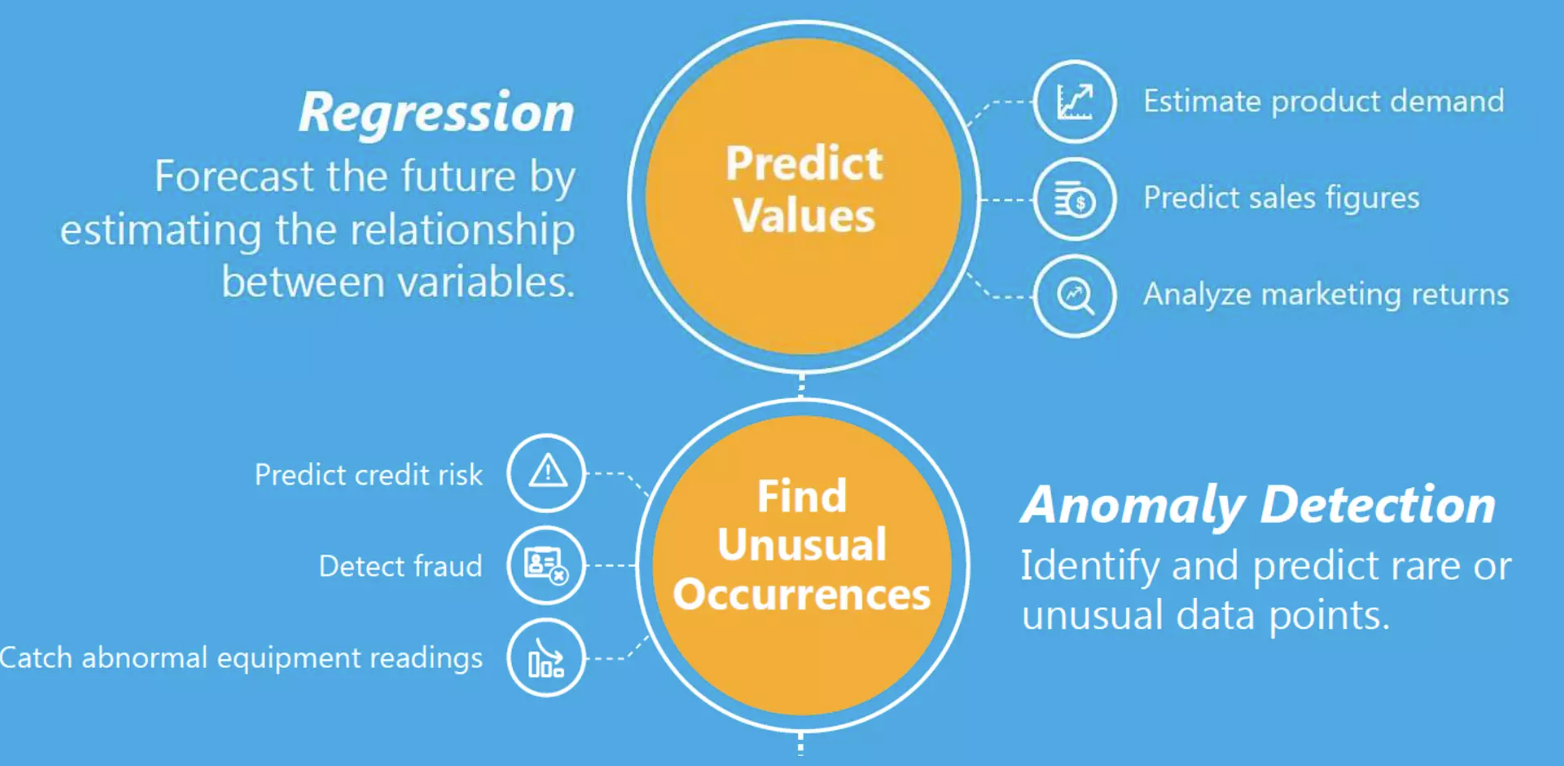 Regression
Forecast the future by
estimating the relationship
between variables.
Predict
Values
Estimate product demand
Predict sales figures
Analyze marketing returns
Predict credit risk
Detect fraud
Catch abnormal equipment readings
Find
Unusual
Occurrences
Anomaly Detection
Identify and predict rare or
unusual data points.